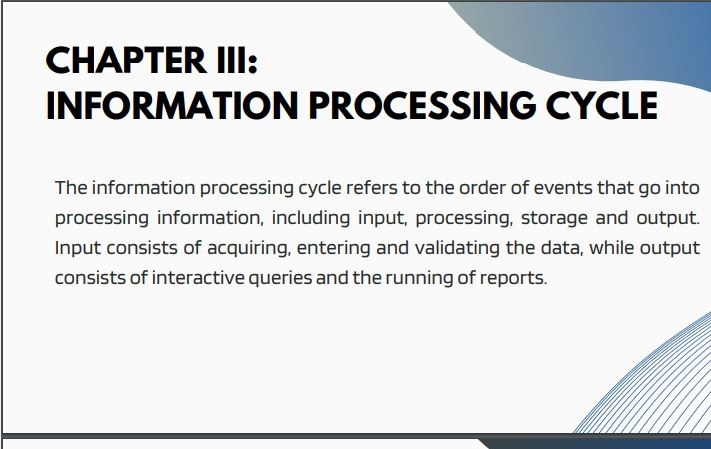 CHAPTER III:
INFORMATION PROCESSING CYCLE
The information processing cycle refers to the order of events that go into
processing information, including input, processing, storage and output.
Input consists of acquiring, entering and validating the data, while output
consists of interactive queries and the running of reports.